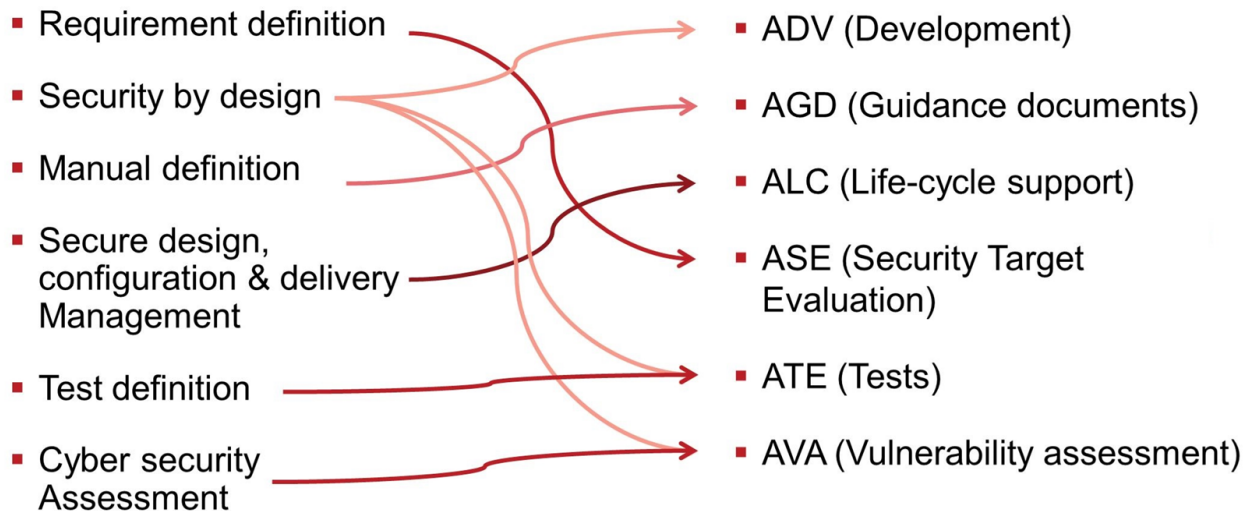 Requirement definition
Security by design
Manual definition
Secure design,
configuration & delivery
Management
Test definition
Cyber security
Assessment
ADV (Development)
AGD (Guidance documents)
ALC (Life-cycle support)
ASE (Security Target
Evaluation)
ATE (Tests)
AVA (Vulnerability assessment)